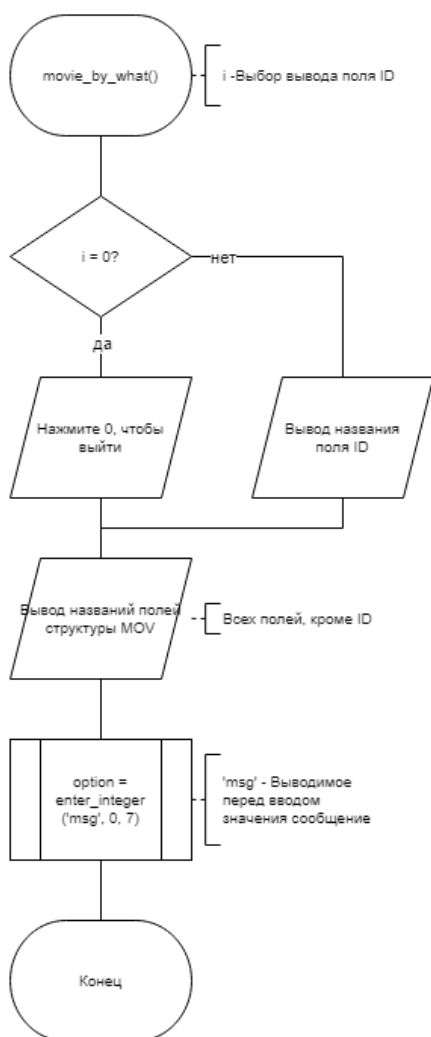 movie_by_what()
i -Выбор вывода поля ID
i = 0?
нет
да
Нажмите 0, чтобы
выйти
Вывод названия
поля ID
Вывод названий полей
структуры MOV
Всех полей, кроме ID
option =
enter_integer
('msg', 0, 7)
'msg' - Выводимое
перед вводом
значения сообщение
Конец